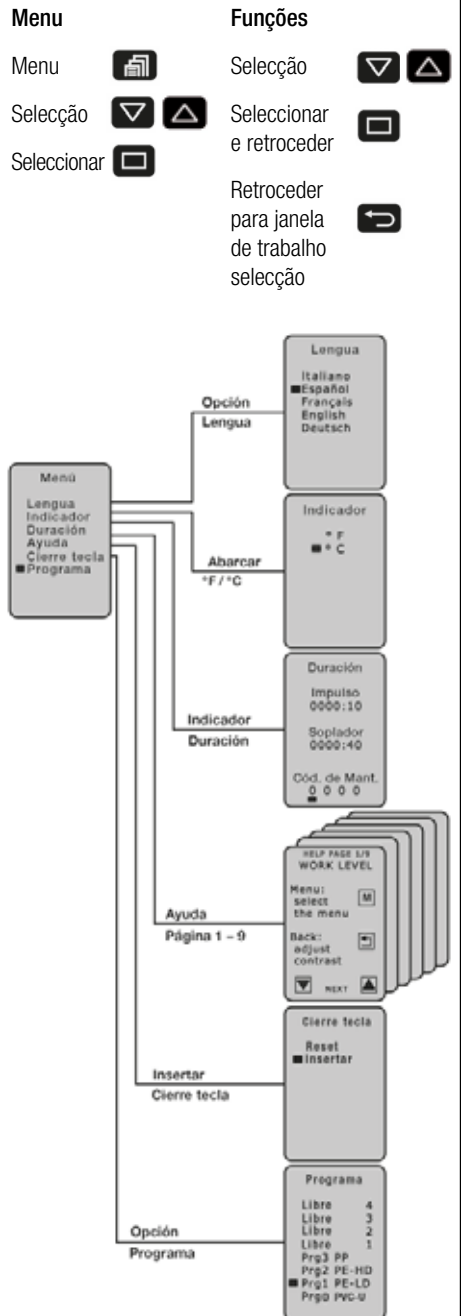 Menu
Menu
Selecção
Seleccionar
Funções
Selecção
Seleccionar
e retroceder
Retroceder
para janela
de trabalho
selecção
Menü
Lengua
Indicador
Duración
Ayuda
Cierre tecla
Programa
Opción
Lengua
Lengua
Italiano
Español
Français
English
Deutsch
Abarcar
°F / °C
Indicador
° F
° C
Indicador
Duración
Duración
Impulso
0000:10
Soplador
0000:40
Cód. de Mant.
0 0 0 0
Ayuda
Página 1 – 9
HELP PAGE 1/9
WORK LEVEL
Menu:
select
the menu
M
Back:
adjust
contrast
NEXT
Insertar
Cierre tecla
Cierre tecla
Reset
Insertar
Opción
Programa
Programa
Libre 4
Libre 3
Libre 2
Libre 1
Prg3 PP
Prg2 PE-HD
Prg1 PE-LD
Prg0 PVC-U